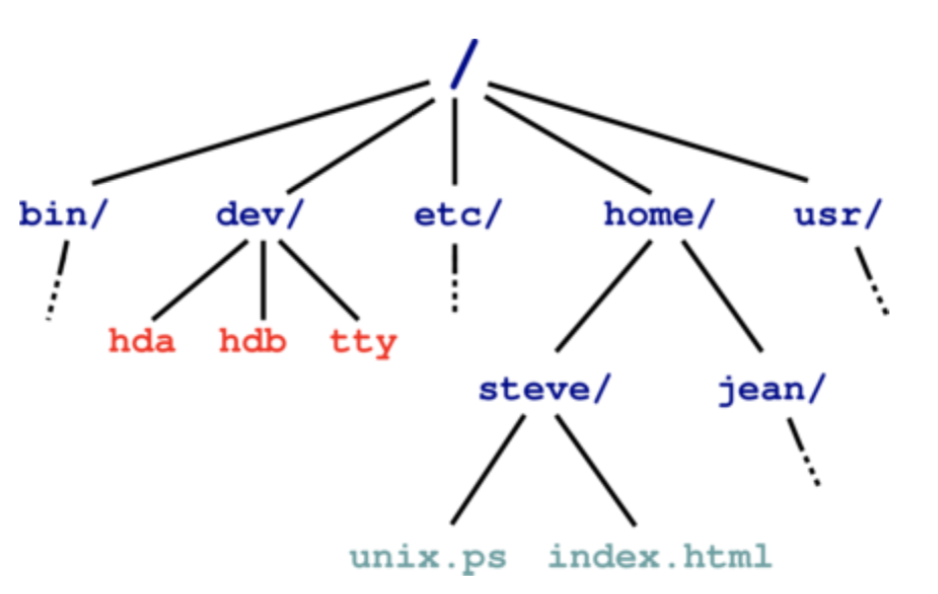 /
bin/ dev/ etc/ home/ usr/
hda hdb tty
steve/ jean/
unix.ps index.html